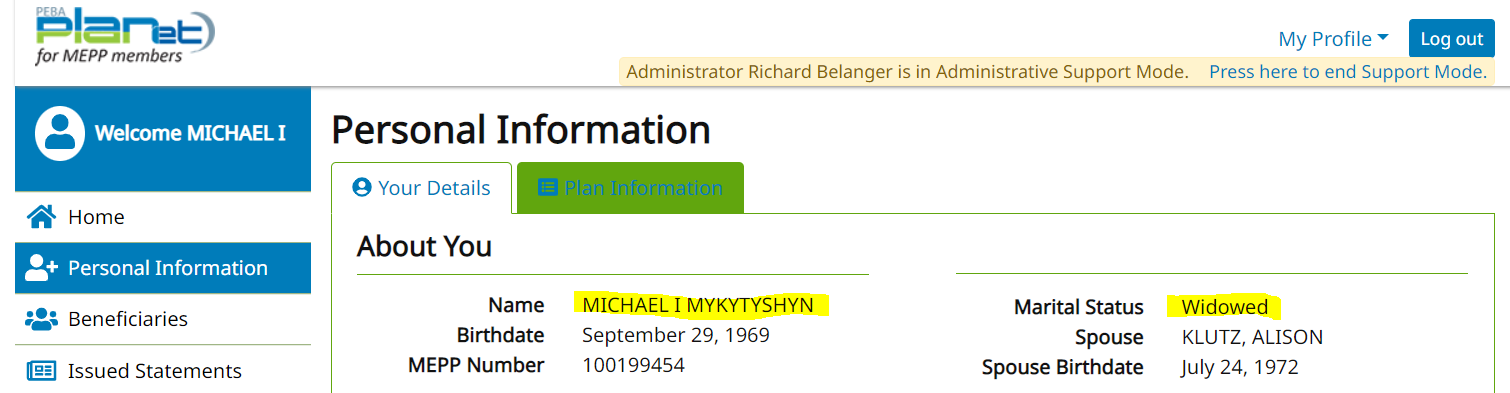 PEBA
planet
for MEPP members
My Profile
Log out
Administrator Richard Belanger is in Administrative Support Mode. Press here to end Support Mode.
Welcome MICHAEL I
Home
Personal Information
Beneficiaries
Issued Statements
Personal Information
Your Details
Plan Information
About You
Name MICHAEL I MYKYTYSHYN
Birthdate September 29, 1969
MEPP Number 100199454
Marital Status Widowed
Spouse KLUTZ, ALISON
Spouse Birthdate July 24, 1972